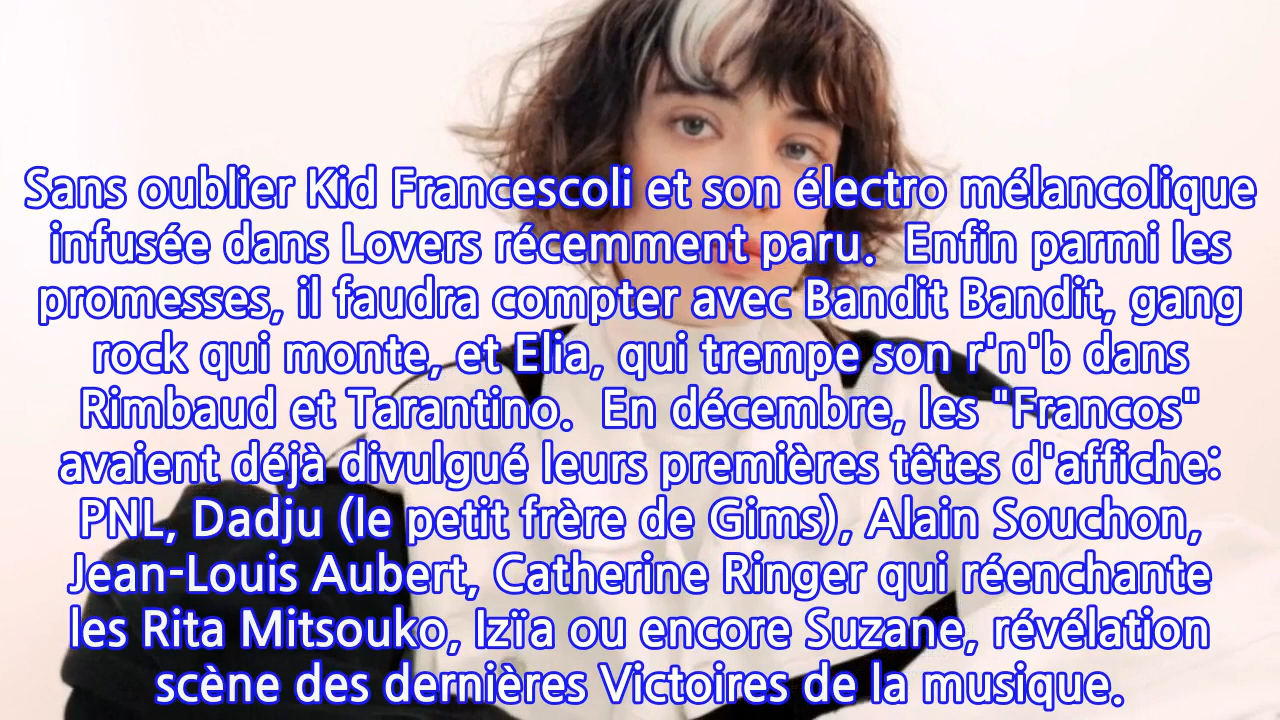 Sans oublier Kid Francescoli et son électro mélancolique
infusée dans Lovers récemment paru.  Enfin parmi les
promesses, il faudra compter avec Bandit Bandit, gang
rock qui monte, et Elia, qui trempe son r'n'b dans
Rimbaud et Tarantino.  En décembre, les "Francos"
avaient déjà divulgué leurs premières têtes d'affiche:
PNL, Dadju (le petit frère de Gims), Alain Souchon,
Jean-Louis Aubert, Catherine Ringer qui réenchante
les Rita Mitsouko, Izïa ou encore Suzane, révélation
scène des dernières Victoires de la musique.